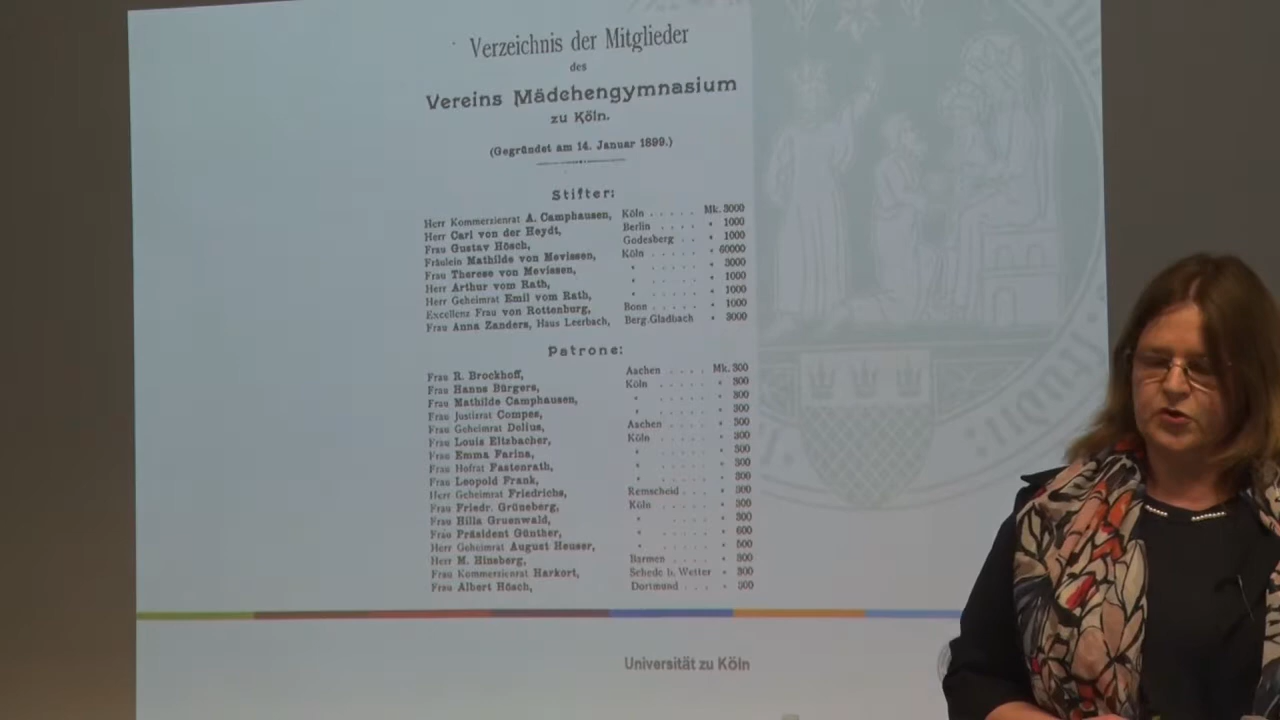 Verzeichnis der Mitglieder
des
Vereins Mädchengymnasium
zu Köln.
(Gegründet am 14. Januar 1899.)
Stifter:
Herr Kommerzienrat A. Camphausen, Köln . . . . . Mk. 3000
Herr Carl von der Heydt, Berlin . . . . „ 1000
Frau Gustav Hösch, Godesberg . . „ 1000
Fräulein Mathilde von Mevissen, Köln . . . . . „ 60000
Frau Therese von Mevissen, „ . . . . . „ 3000
Herr Arthur vom Rath, „ . . . . . „ 1000
Herr Geheimrat Emil vom Rath, „ . . . . . „ 1000
Excellenz Frau von Rottenburg, Bonn . . . . . „ 1000
Frau Anna Zanders, Haus Leerbach, Berg.Gladbach „ 3000
Patrone:
Frau R. Brockhoff, Aachen . . . . Mk. 300
Frau Hanns Bürgers, Köln . . . . . „ 300
Frau Mathilde Camphausen, „ . . . . . „ 300
Frau Justizrat Compes, „ . . . . . „ 300
Frau Geheimrat Delius, Aachen . . . . „ 300
Frau Louis Eltzbacher, Köln . . . . . „ 300
Frau Emma Farina, „ . . . . . „ 300
Frau Hofrat Fastenrath, „ . . . . . „ 300
Frau Leopold Frank, „ . . . . . „ 300
Herr Geheimrat Friedrichs, Remscheid . . . „ 300
Frau Friedr. Grüneberg, Köln . . . . . „ 300
Frau Hilla Gruenwald, „ . . . . . „ 300
Frau Präsident Günther, „ . . . . . „ 600
Herr Geheimrat August Heuser, „ . . . . . „ 500
Herr M. Hinsberg, Barmen . . . . „ 300
Frau Kommerzienrat Harkort, Schede b. Wetter „ 300
Frau Albert Hösch, Dortmund . . . „ 300
Universität zu Köln